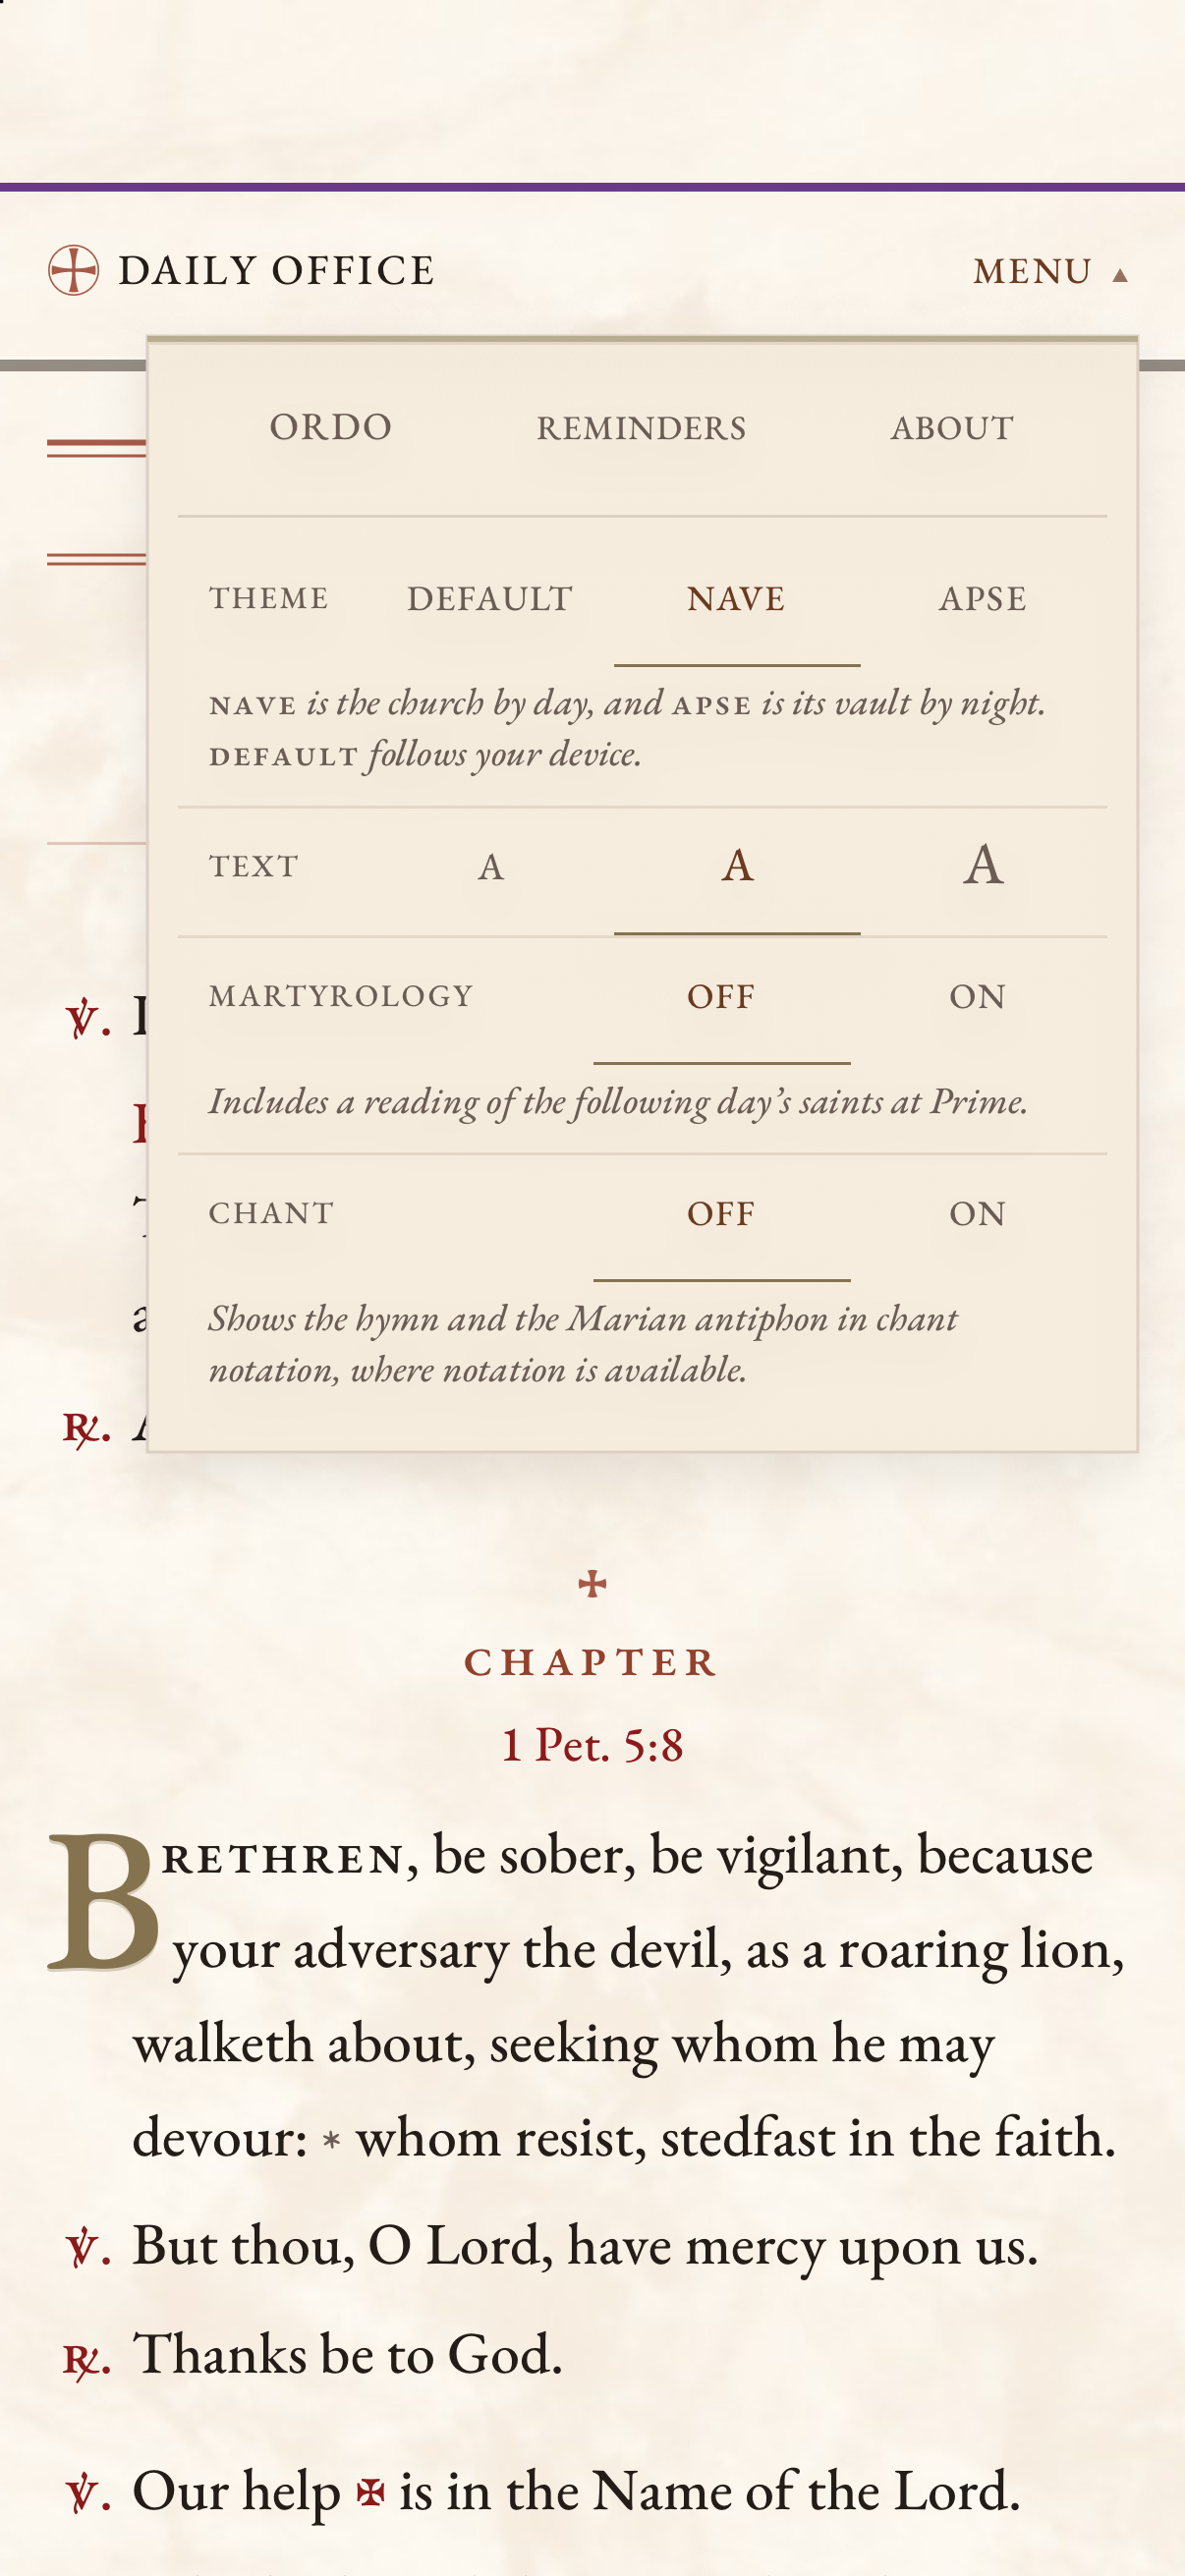 DAILY OFFICE
MENU ▲
ORDO REMINDERS ABOUT
THEME DEFAULT NAVE APSE
NAVE is the church by day, and APSE is its vault by night.
DEFAULT follows your device.
TEXT A A A
MARTYROLOGY OFF ON
Includes a reading of the following day’s saints at Prime.
CHANT OFF ON
Shows the hymn and the Marian antiphon in chant
notation, where notation is available.
℣.
℟.
CHAPTER
1 Pet. 5:8
BRETHREN, be sober, be vigilant, because
your adversary the devil, as a roaring lion,
walketh about, seeking whom he may
devour: * whom resist, stedfast in the faith.
℣. But thou, O Lord, have mercy upon us.
℟. Thanks be to God.
℣. Our help ✠ is in the Name of the Lord.